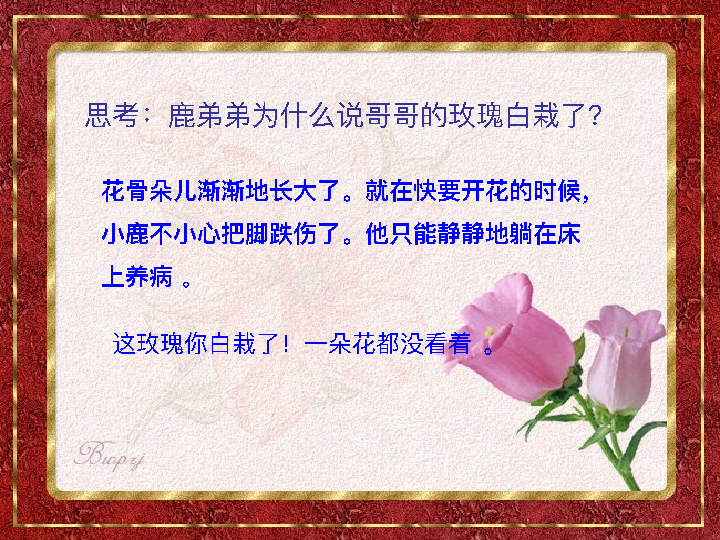 思考：鹿弟弟为什么说哥哥的玫瑰白栽了？
花骨朵儿渐渐地长大了。就在快要开花的时候，
小鹿不小心把脚跌伤了。他只能静静地躺在床
上养病 。
这玫瑰你白栽了！一朵花都没看着 。